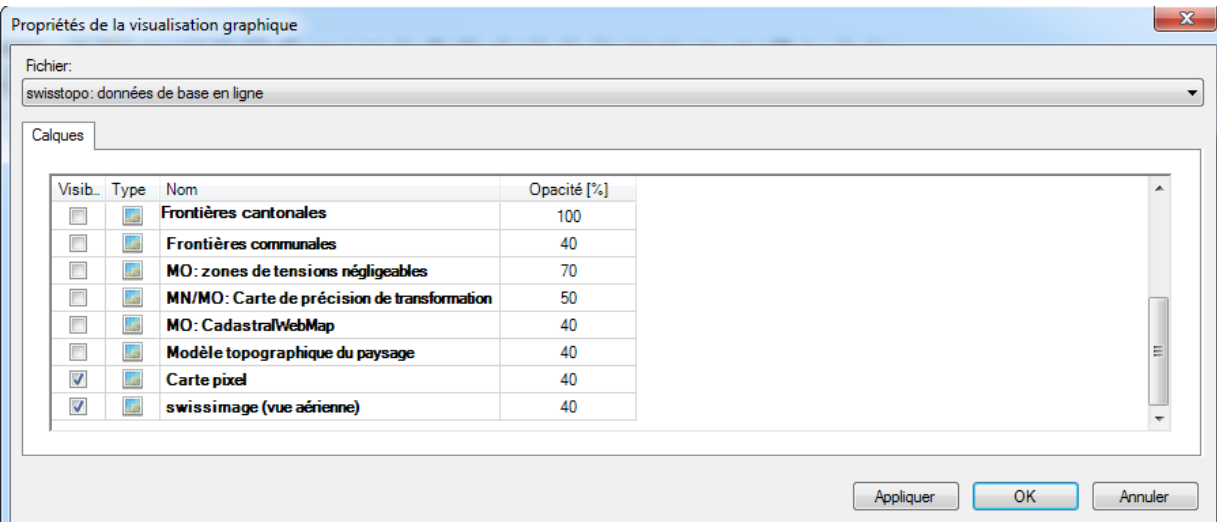 Propriétés de la visualisation graphique
Fichier:
swisstopo: données de base en ligne
Calques
Visib... Type Nom Opacité [%]
Frontières cantonales 100
Frontières communales 40
MO: zones de tensions négligeables 70
MN/MO: Carte de précision de transformation 50
MO: CadastralWebMap 40
Modèle topographique du paysage 40
Carte pixel 40
swissimage (vue aérienne) 40
Appliquer OK Annuler